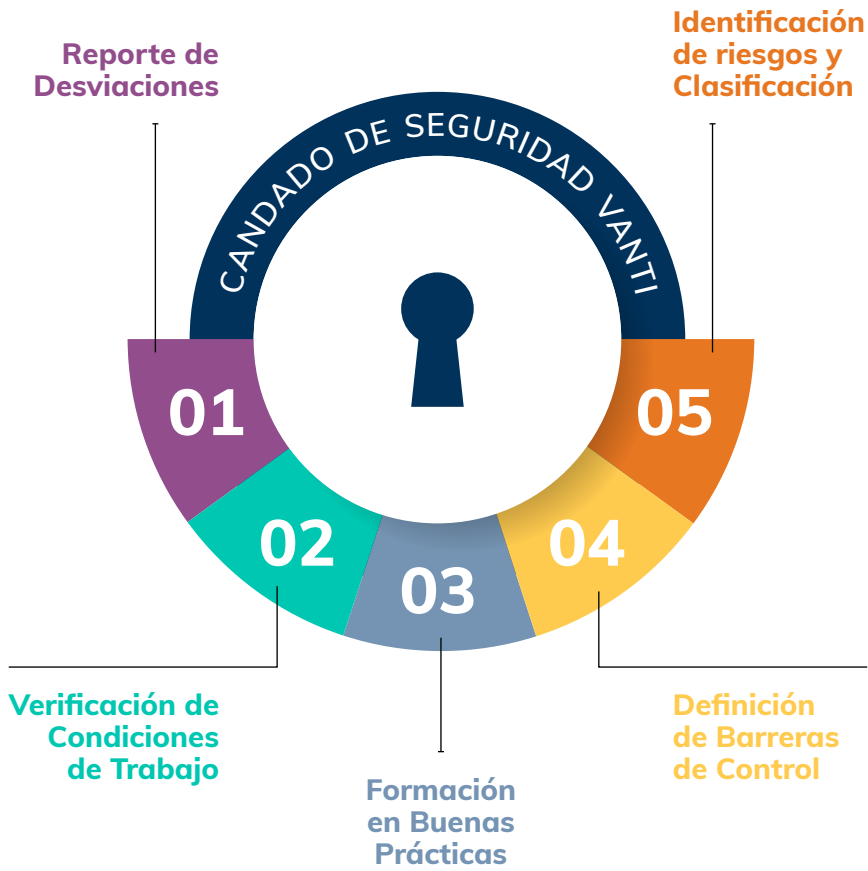 Reporte de
Desviaciones
Identificación
de riesgos y
Clasificación
CANDADO DE SEGURIDAD VANTI
01
05
02
04
03
Verificación de
Condiciones
de Trabajo
Definición
de Barreras
de Control
Formación
en Buenas
Prácticas